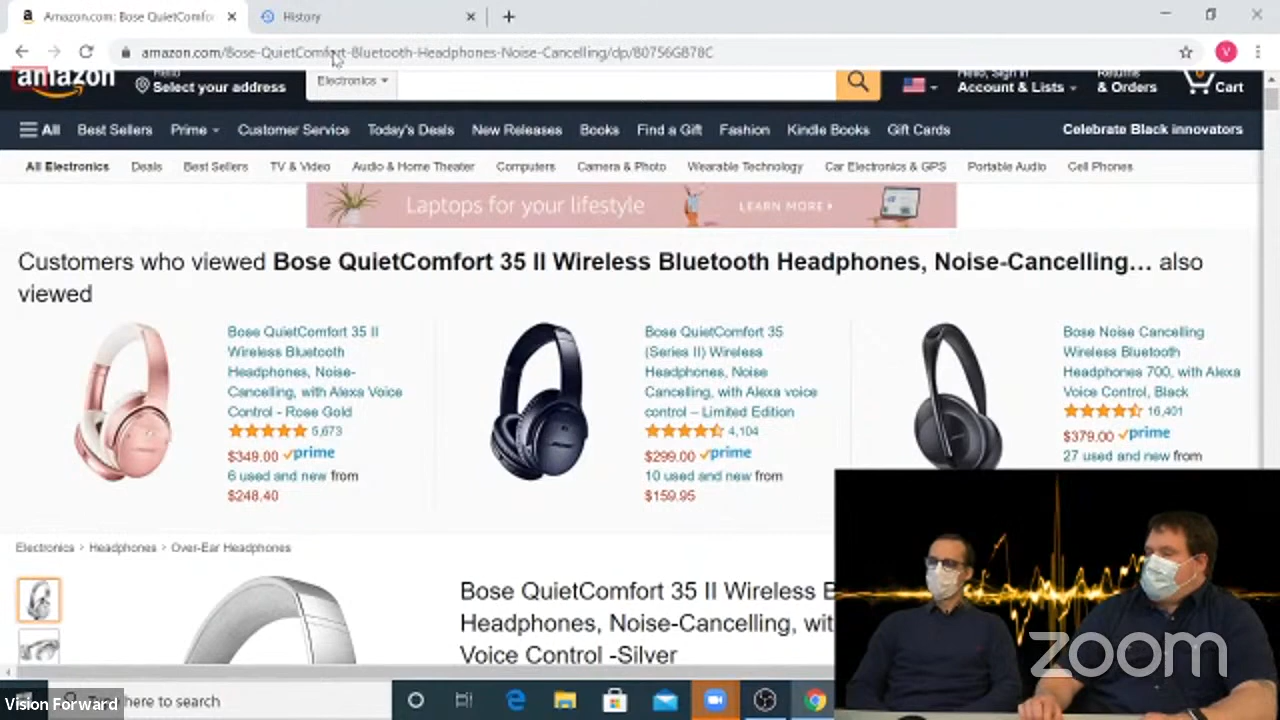 Amazon.com: Bose QuietComfo
History
amazon.com/Bose-QuietComfort-Bluetooth-Headphones-Noise-Cancelling/dp/B0756GB78C
V
amazon
Hello
Select your address
Electronics
Hello, Sign in
Account & Lists
Returns
& Orders
0
Cart
All
Best Sellers
Prime
Customer Service
Today's Deals
New Releases
Books
Find a Gift
Fashion
Kindle Books
Gift Cards
Celebrate Black innovators
All Electronics
Deals
Best Sellers
TV & Video
Audio & Home Theater
Computers
Camera & Photo
Wearable Technology
Car Electronics & GPS
Portable Audio
Cell Phones
Laptops for your lifestyle
LEARN MORE
Customers who viewed Bose QuietComfort 35 II Wireless Bluetooth Headphones, Noise-Cancelling… also
viewed
Bose QuietComfort 35 II
Wireless Bluetooth
Headphones, Noise-
Cancelling, with Alexa Voice
Control - Rose Gold
5,673
$349.00 prime
6 used and new from
$248.40
Bose QuietComfort 35
(Series II) Wireless
Headphones, Noise
Cancelling, with Alexa voice
control – Limited Edition
4,104
$299.00 prime
10 used and new from
$159.95
Bose Noise Cancelling
Wireless Bluetooth
Headphones 700, with Alexa
Voice Control, Black
16,401
$379.00 prime
27 used and new from
Electronics > Headphones > Over-Ear Headphones
Bose QuietComfort 35 II Wireless B
Headphones, Noise-Cancelling, wit
Voice Control -Silver
zoom
Vision Forward
here to search